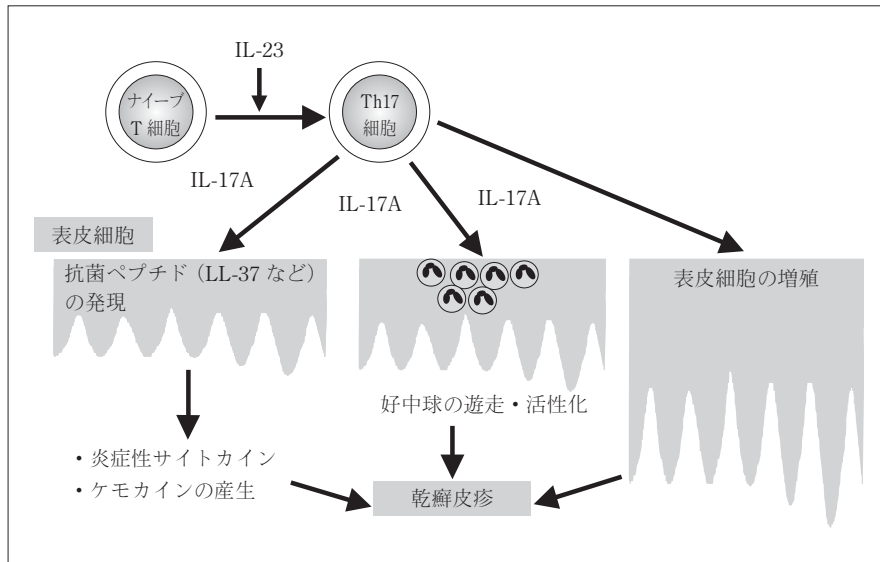 IL-23
ナイーブ
T 細胞
Th17
細胞
IL-17A
IL-17A
IL-17A
表皮細胞
抗菌ペプチド（LL-37 など）
の発現
表皮細胞の増殖
好中球の遊走・活性化
・炎症性サイトカイン
・ケモカインの産生
乾癬皮疹